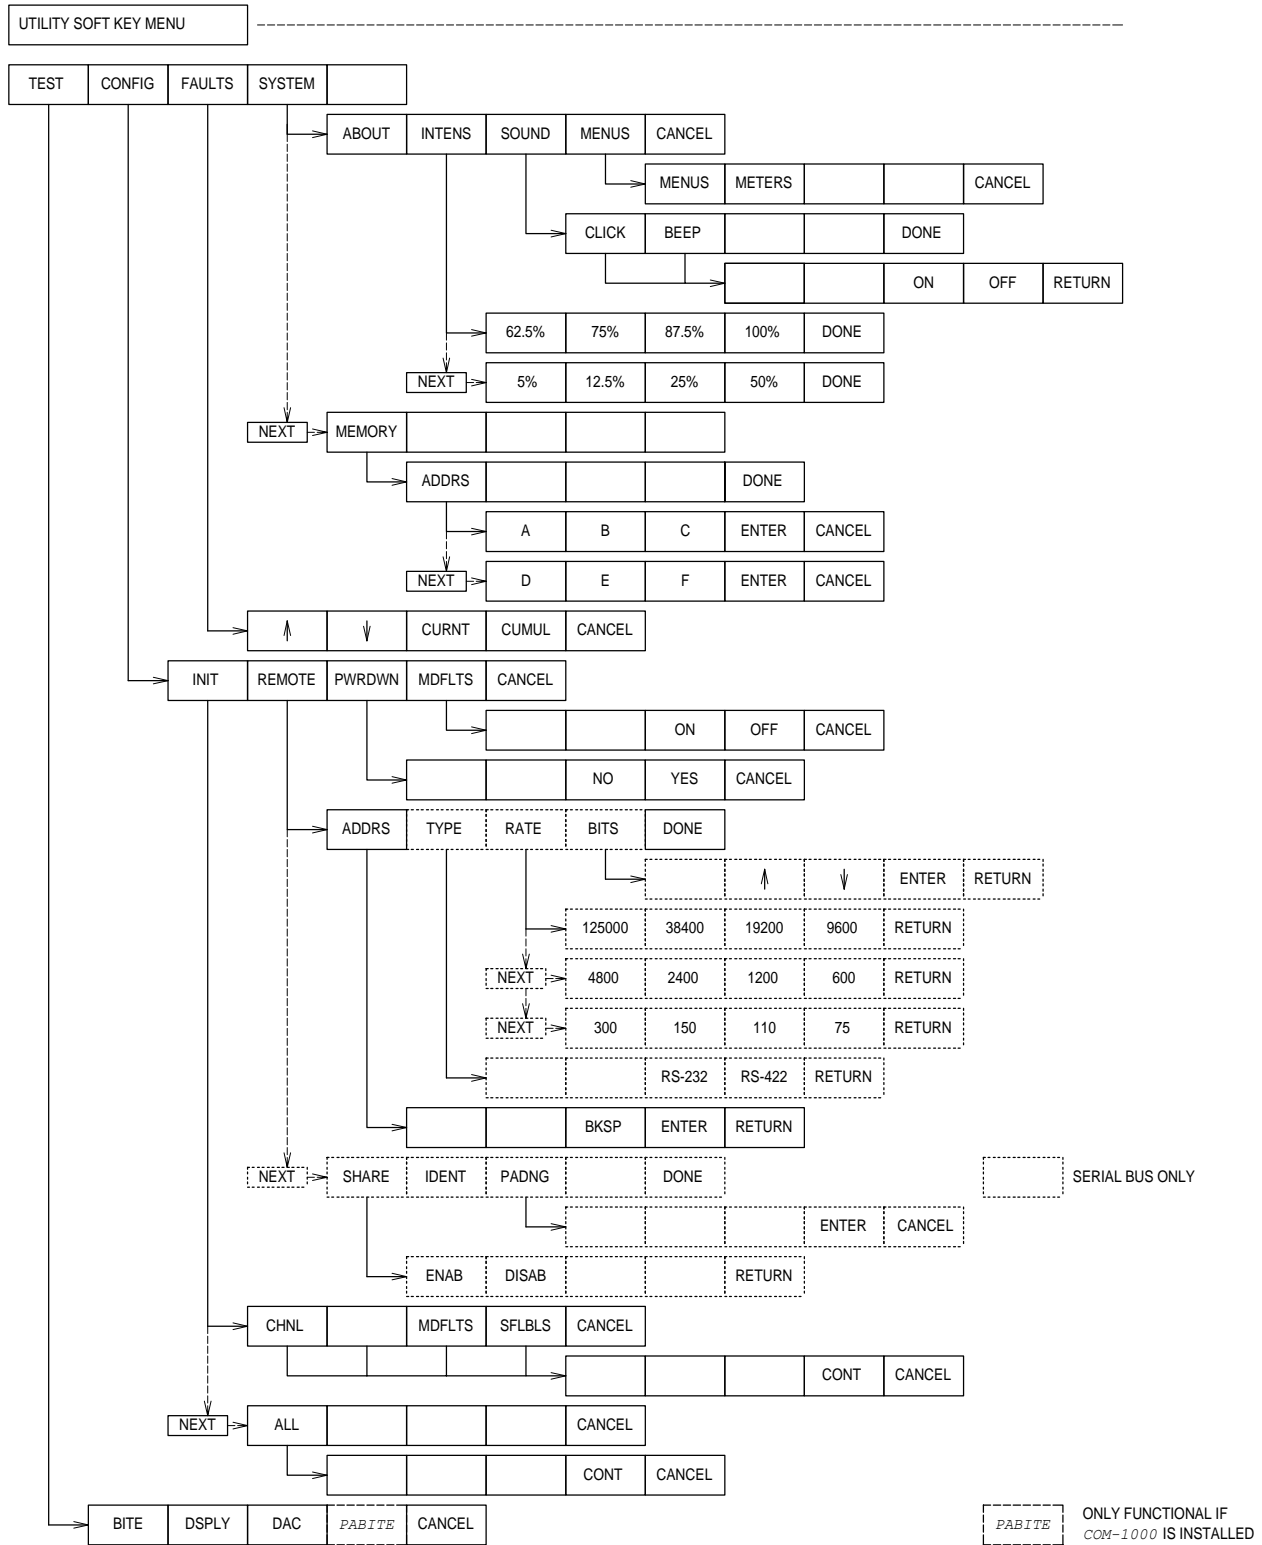 UTILITY SOFT KEY MENU
TEST CONFIG FAULTS SYSTEM
ABOUT INTENS SOUND MENUS CANCEL
MENUS METERS CANCEL
CLICK BEEP DONE
ON OFF RETURN
62.5% 75% 87.5% 100% DONE
NEXT 5% 12.5% 25% 50% DONE
NEXT MEMORY
ADDRS DONE
A B C ENTER CANCEL
NEXT D E F ENTER CANCEL
CURNT CUMUL CANCEL
INIT REMOTE PWRDWN MDFLTS CANCEL
ON OFF CANCEL
NO YES CANCEL
ADDRS TYPE RATE BITS DONE
ENTER RETURN
125000 38400 19200 9600 RETURN
NEXT 4800 2400 1200 600 RETURN
NEXT 300 150 110 75 RETURN
RS-232 RS-422 RETURN
BKSP ENTER RETURN
NEXT SHARE IDENT PADNG DONE SERIAL BUS ONLY
ENTER CANCEL
ENAB DISAB RETURN
CHNL MDFLTS SFLBLS CANCEL
CONT CANCEL
NEXT ALL CANCEL
CONT CANCEL
BITE DSPLY DAC PABITE CANCEL
PABITE ONLY FUNCTIONAL IF
COM-1000 IS INSTALLED